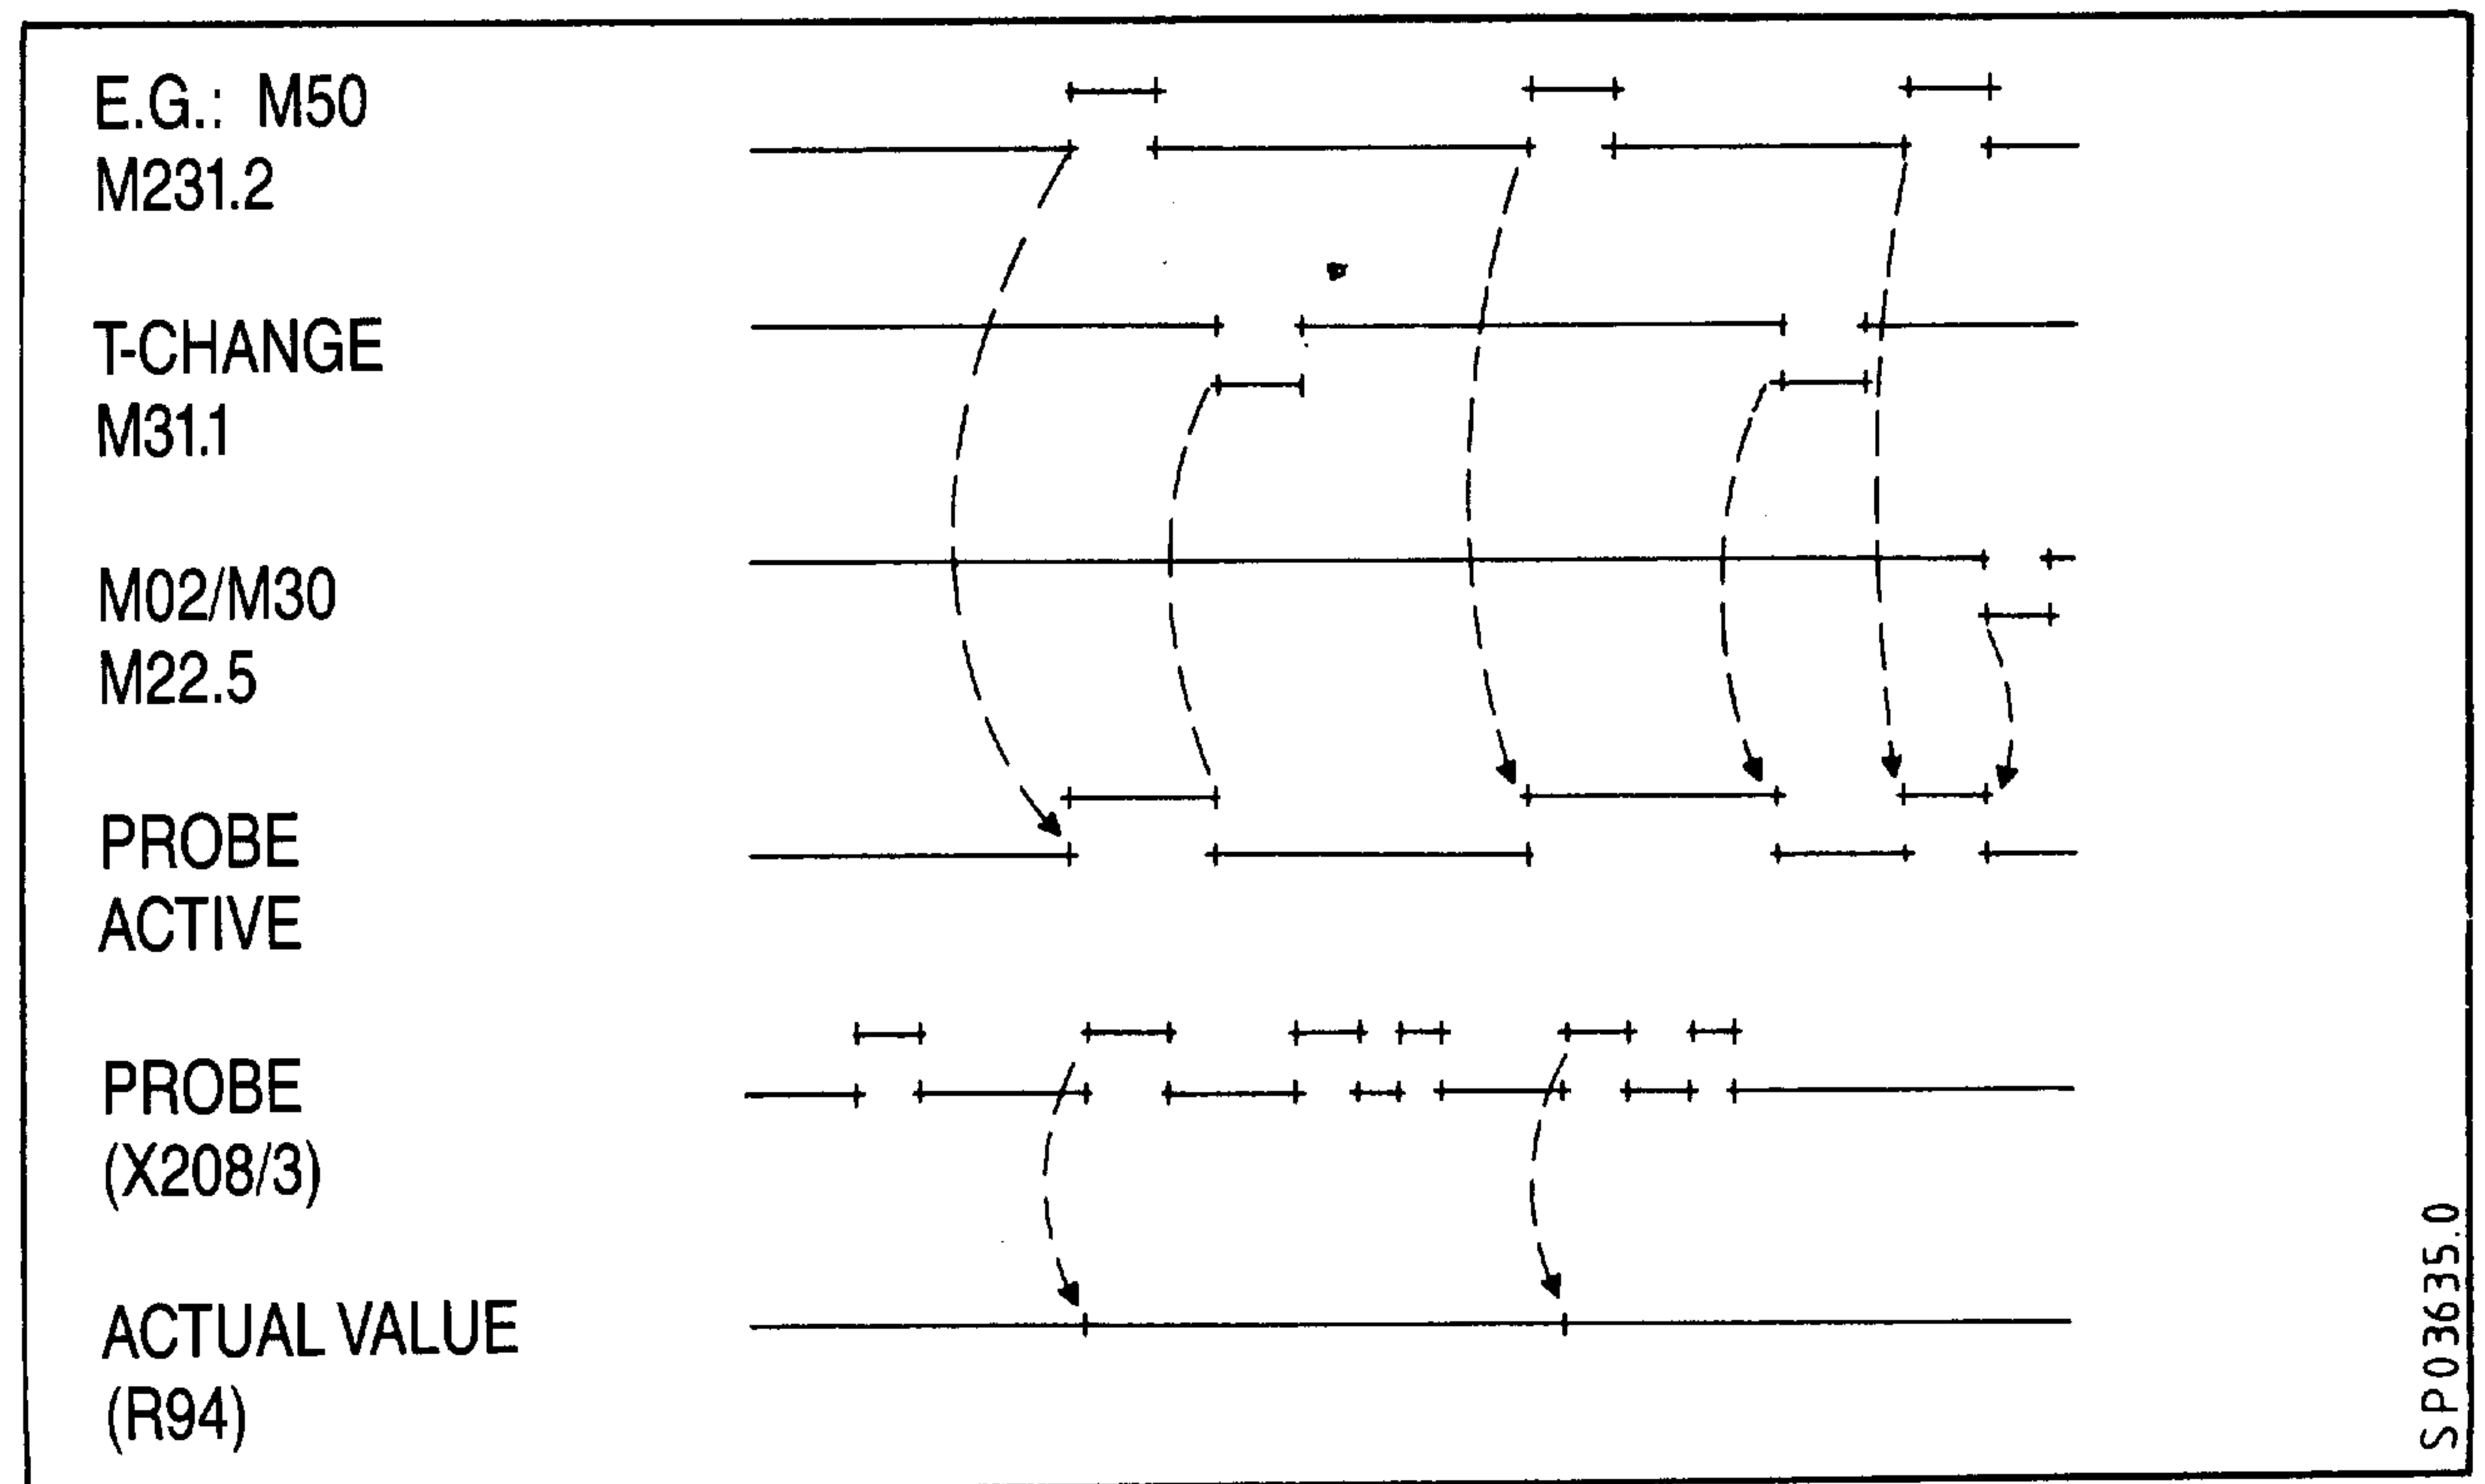 E.G.: M50
M231.2
T-CHANGE
M31.1
M02/M30
M22.5
PROBE
ACTIVE
PROBE
(X208/3)
ACTUAL VALUE
(R94)
SP03635.0